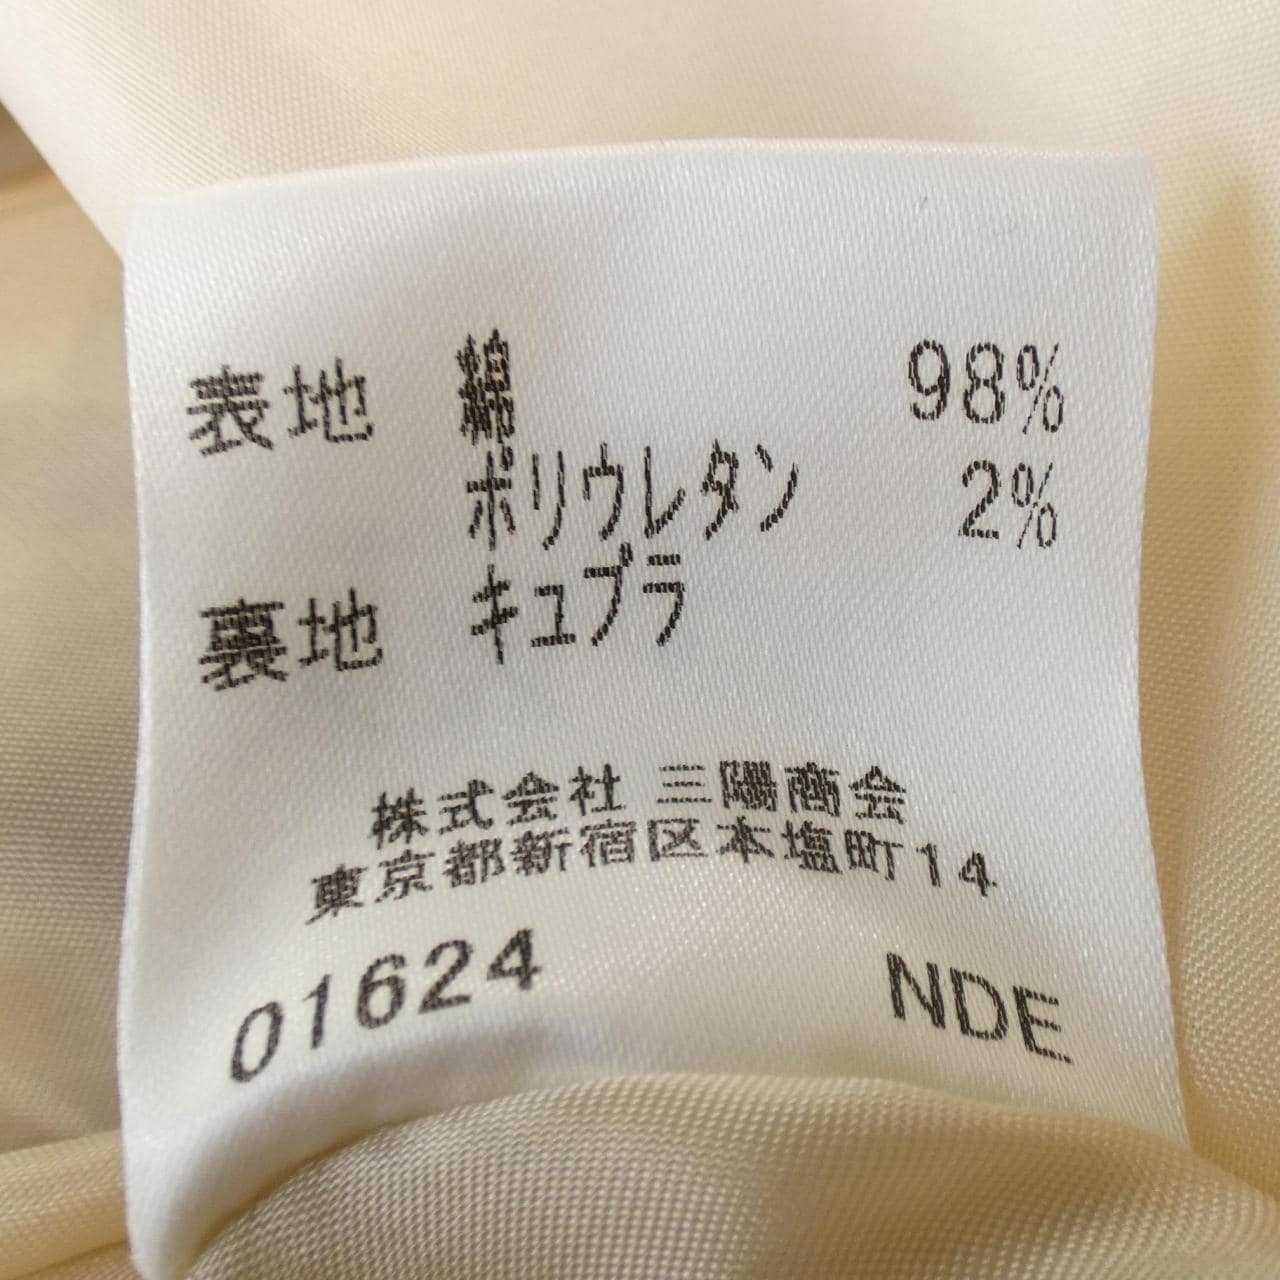 表地 綿 98%
ポリウレタン 2%
裏地 キュプラ
株式会社 三陽商会
東京都新宿区本塩町14
01624 NDE